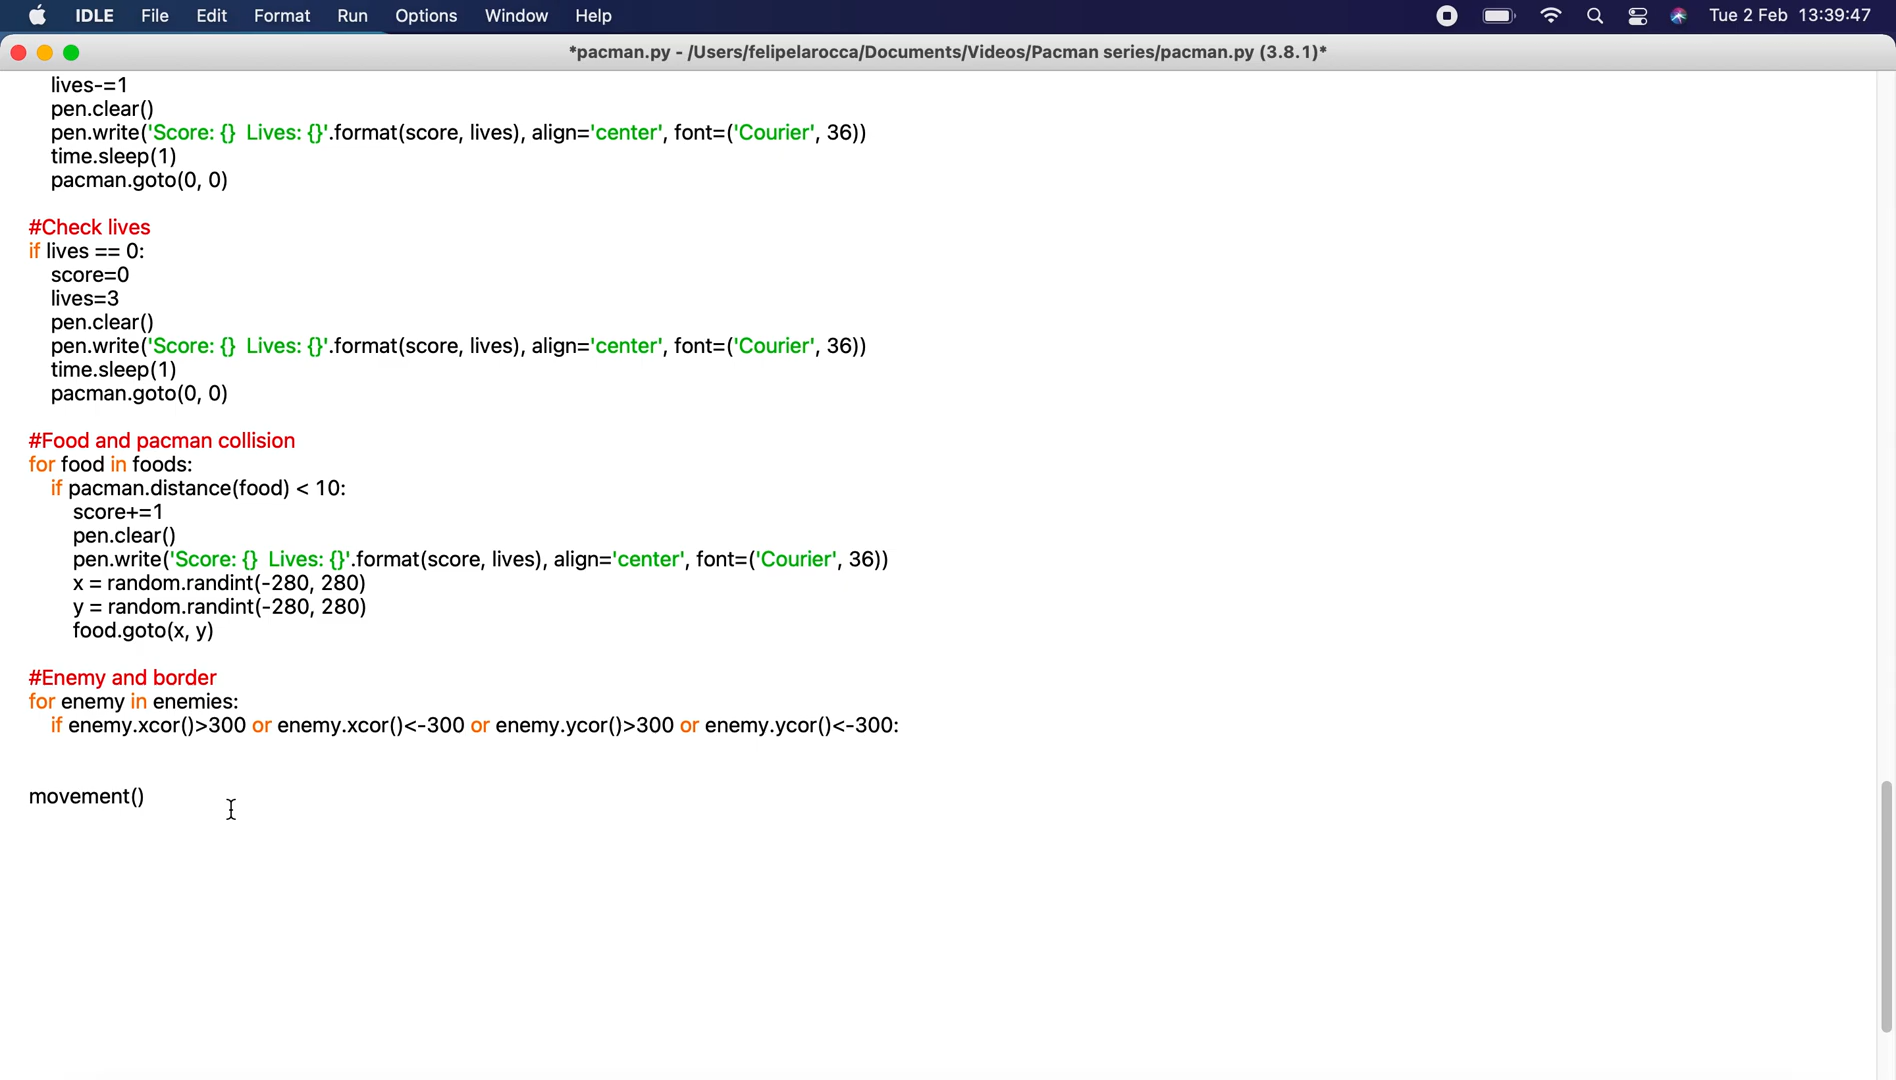 IDLE File Edit Format Run Options Window Help Tue 2 Feb 13:39:47
*pacman.py - /Users/felipelarocca/Documents/Videos/Pacman series/pacman.py (3.8.1)*
lives-=1
pen.clear()
pen.write('Score: {}  Lives: {}'.format(score, lives), align='center', font=('Courier', 36))
time.sleep(1)
pacman.goto(0, 0)
#Check lives
if lives == 0:
score=0
lives=3
pen.clear()
pen.write('Score: {}  Lives: {}'.format(score, lives), align='center', font=('Courier', 36))
time.sleep(1)
pacman.goto(0, 0)
#Food and pacman collision
for food in foods:
if pacman.distance(food) < 10:
score+=1
pen.clear()
pen.write('Score: {}  Lives: {}'.format(score, lives), align='center', font=('Courier', 36))
x = random.randint(-280, 280)
y = random.randint(-280, 280)
food.goto(x, y)
#Enemy and border
for enemy in enemies:
if enemy.xcor()>300 or enemy.xcor()<-300 or enemy.ycor()>300 or enemy.ycor()<-300:
movement()